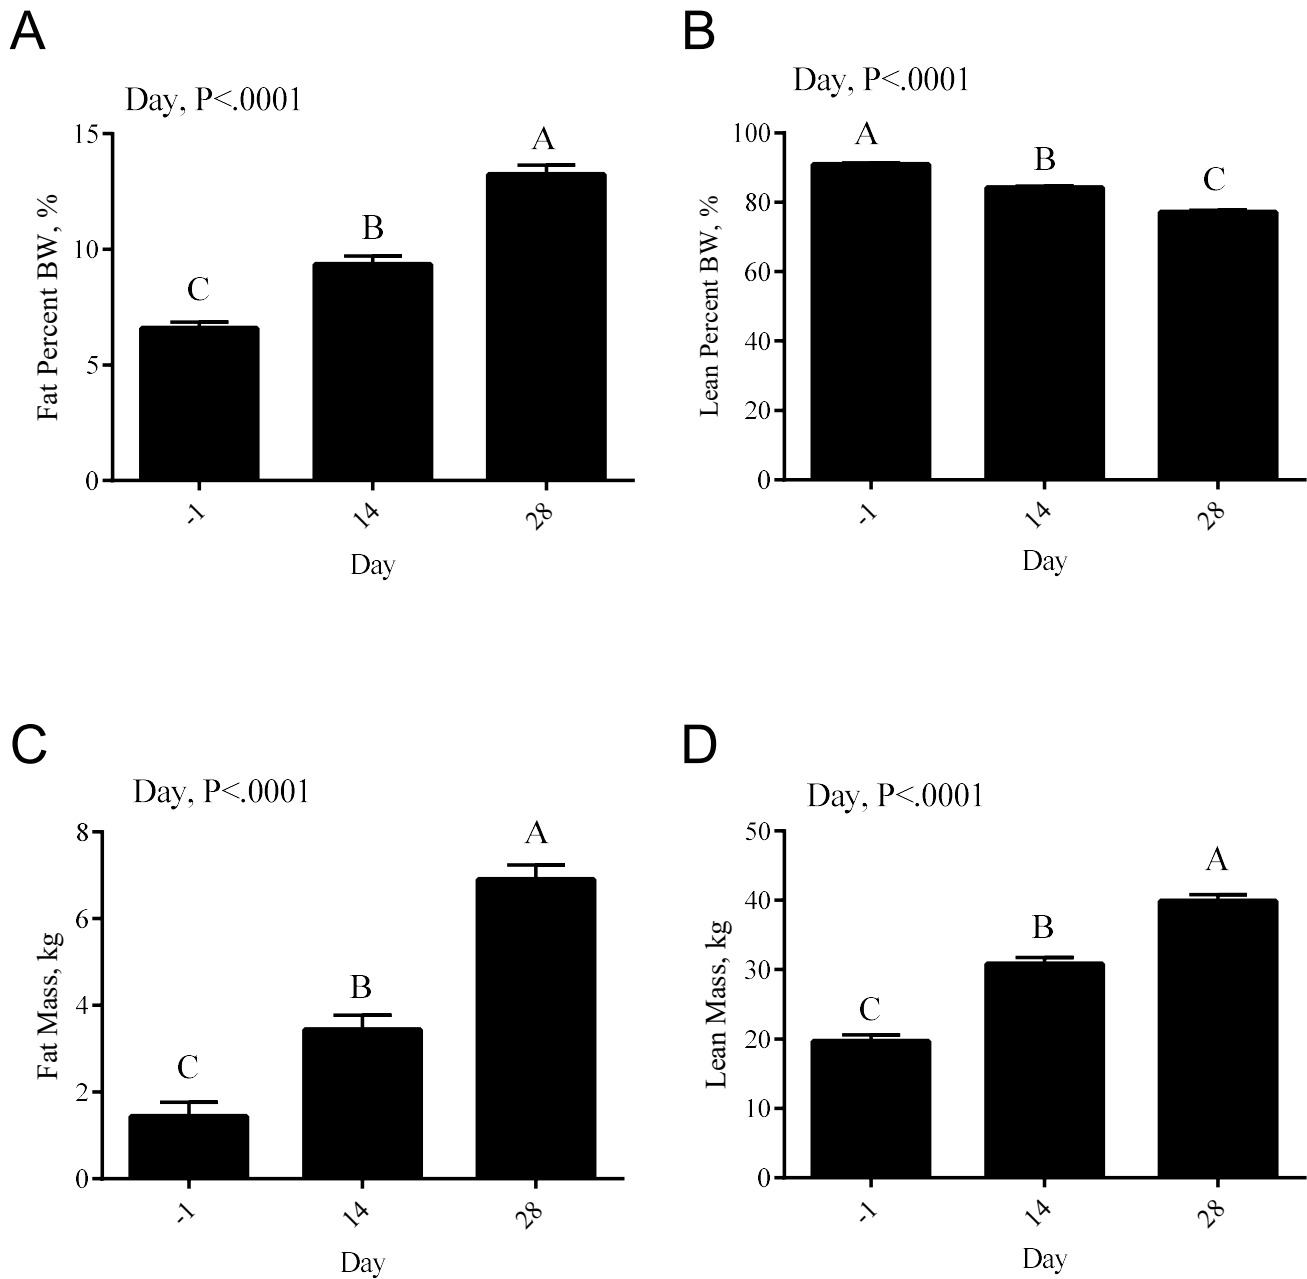 A
Day, P<.0001
Fat Percent BW, %
15
10
5
0
C
B
A
-1
14
28
Day
B
Day, P<.0001
Lean Percent BW, %
100
80
60
40
20
0
A
B
C
-1
14
28
Day
C
Day, P<.0001
Fat Mass, kg
8
6
4
2
0
C
B
A
-1
14
28
Day
D
Day, P<.0001
Lean Mass, kg
50
40
30
20
10
0
C
B
A
-1
14
28
Day